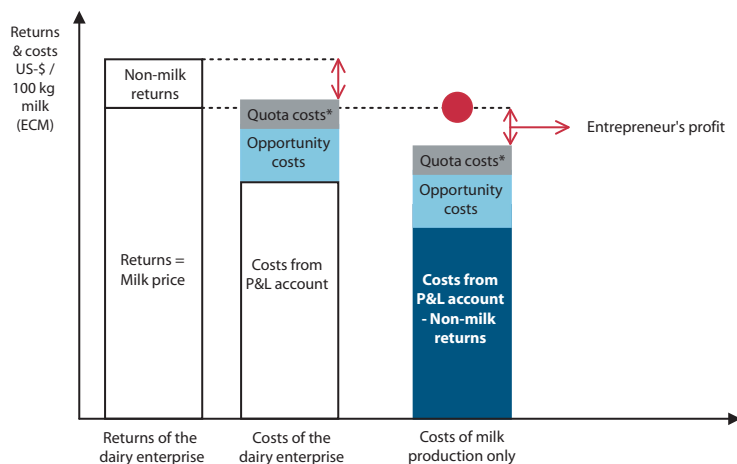 Returns
& costs
US-$ /
100 kg
milk
(ECM)
Non-milk
returns
Returns =
Milk price
Quota costs*
Opportunity
costs
Costs from
P&L account
Quota costs*
Opportunity
costs
Costs from
P&L account
- Non-milk
returns
Entrepreneur's profit
Returns of the
dairy enterprise
Costs of the
dairy enterprise
Costs of milk
production only